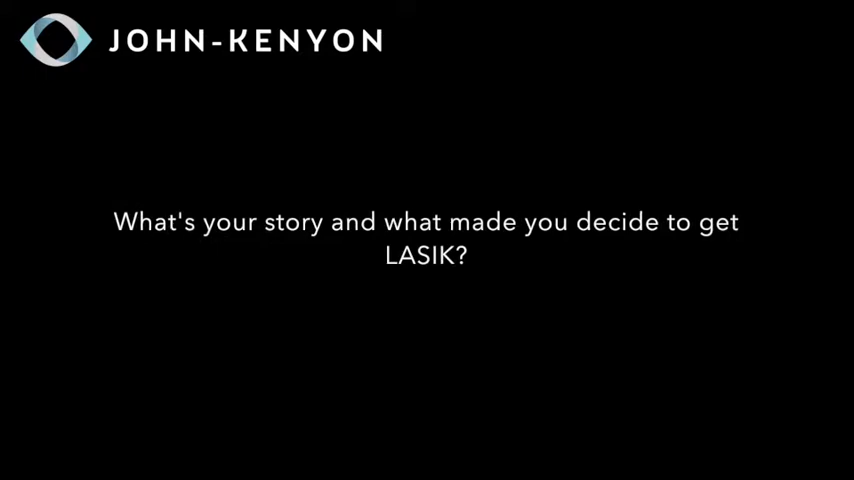 JOHN-KENYON
What's your story and what made you decide to get
LASIK?